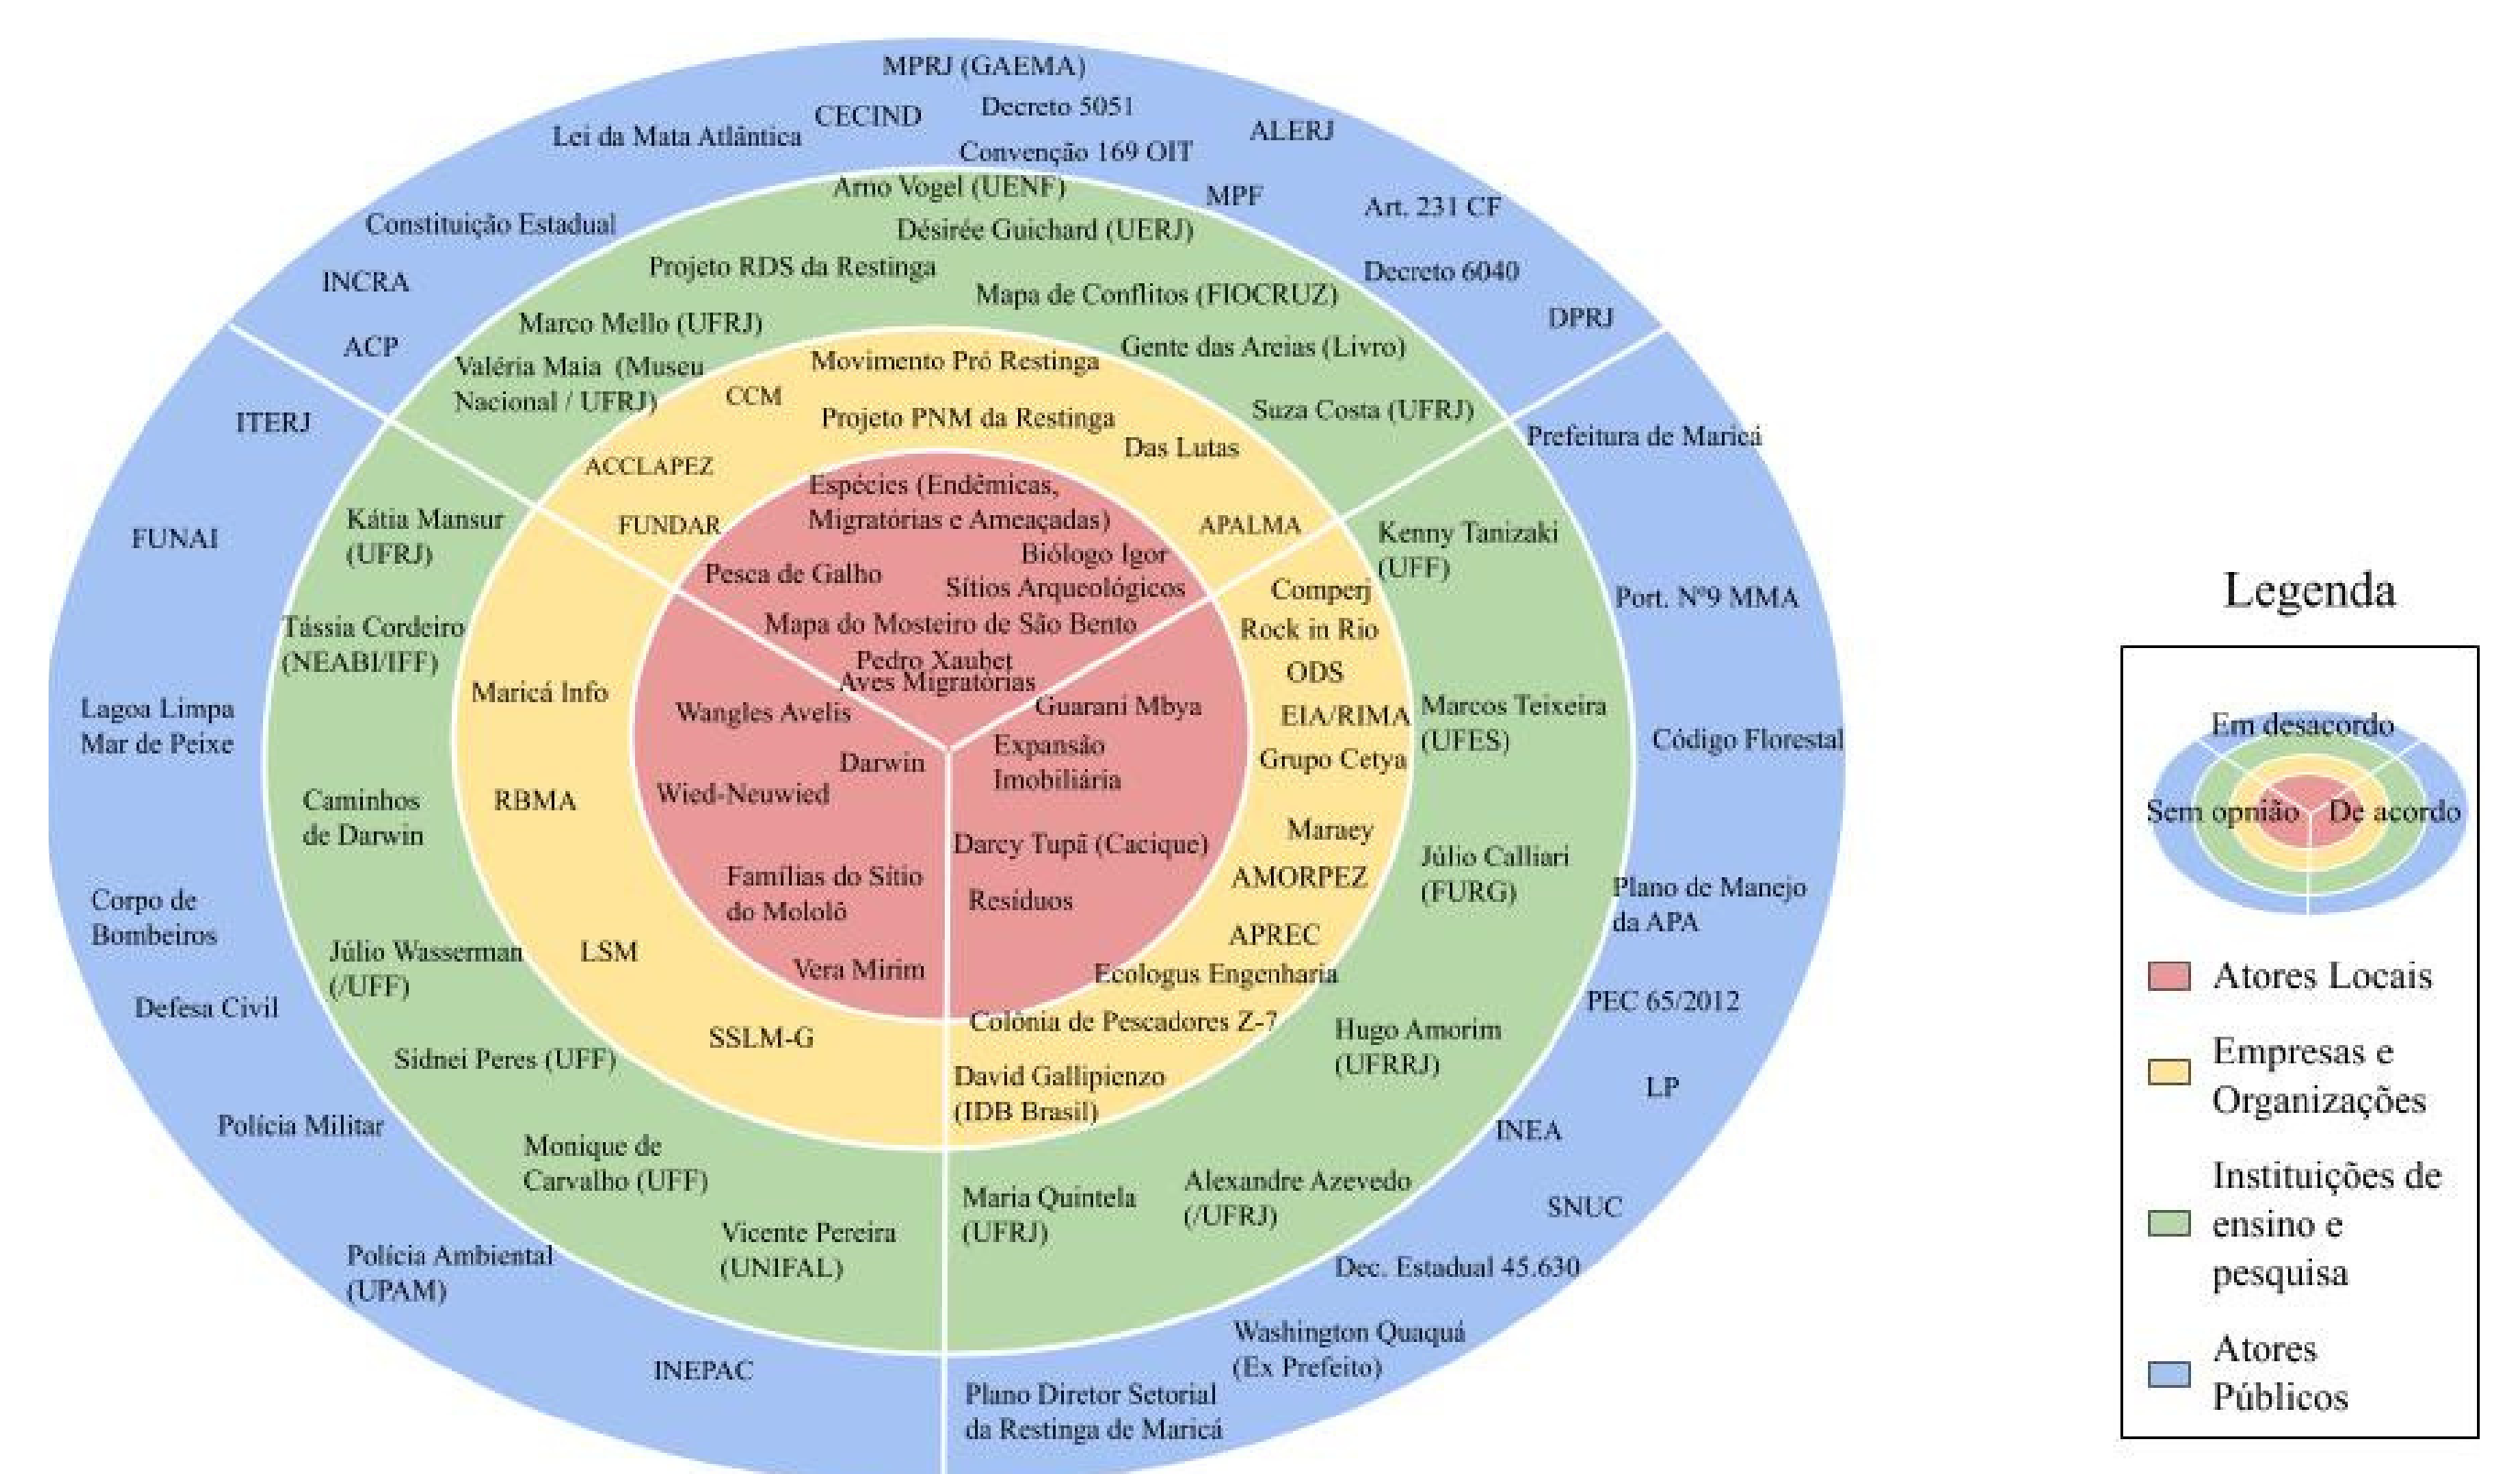 MPRJ (GAEMA)
Decreto 5051
CECIND
Lei da Mata Atlântica
ALERJ
Convenção 169 OIT
Arno Vogel (UENF)
MPF
Art. 231 CF
Constituição Estadual
Désirée Guichard (UERJ)
Projeto RDS da Restinga
Decreto 6040
INCRA
Mapa de Conflitos (FIOCRUZ)
DPRJ
Marco Mello (UFRJ)
ACP
Gente das Areias (Livro)
Movimento Pró Restinga
Valéria Maia (Museu
Nacional / UFRJ)
CCM
Suza Costa (UFRJ)
Projeto PNM da Restinga
ITERJ
Prefeitura de Maricá
Das Lutas
ACCLAPEZ
Espécies (Endêmicas,
Migratórias e Ameaçadas)
Kátia Mansur
(UFRJ)
FUNDAR
APALMA
Kenny Tanizaki
(UFF)
FUNAI
Biólogo Igor
Pesca de Galho
Sítios Arqueológicos
Comperj
Port. Nº9 MMA
Mapa do Mosteiro de São Bento
Rock in Rio
Tássia Cordeiro
(NEABI/IFF)
Pedro Xaubet
Aves Migratórias
ODS
Maricá Info
Wangles Avelis
Guarani Mbya
EIA/RIMA
Marcos Teixeira
(UFES)
Lagoa Limpa
Mar de Peixe
Expansão
Imobiliária
Código Florestal
Darwin
Grupo Cetya
Wied-Neuwied
RBMA
Caminhos
de Darwin
Maraey
Darcy Tupã (Cacique)
Júlio Calliari
(FURG)
Famílias do Sítio
do Mololô
AMORPEZ
Plano de Manejo
da APA
Resíduos
Corpo de
Bombeiros
APREC
Júlio Wasserman
(/UFF)
LSM
Vera Mirim
Ecologus Engenharia
Defesa Civil
PEC 65/2012
Colônia de Pescadores Z-7
SSLM-G
Hugo Amorim
(UFRRJ)
Sidnei Peres (UFF)
David Gallipienzo
(IDB Brasil)
LP
Polícia Militar
INEA
Monique de
Carvalho (UFF)
Maria Quintela
(UFRJ)
Alexandre Azevedo
(/UFRJ)
SNUC
Vicente Pereira
(UNIFAL)
Polícia Ambiental
(UPAM)
Dec. Estadual 45.630
Washington Quaquá
(Ex Prefeito)
INEPAC
Plano Diretor Setorial
da Restinga de Maricá
Legenda
Em desacordo
Sem opnião
De acordo
Atores Locais
Empresas e
Organizações
Instituições de
ensino e
pesquisa
Atores
Públicos